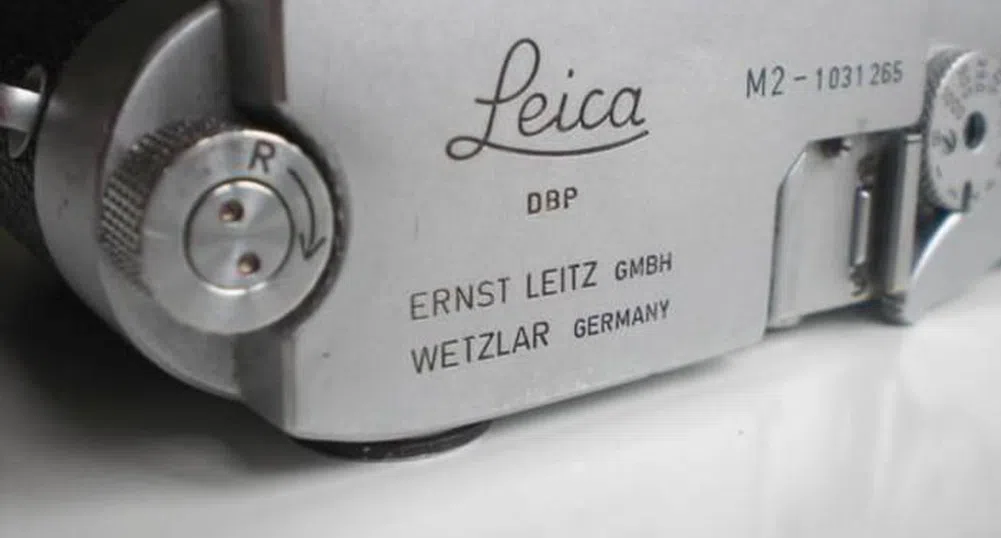 Leica
M2-1031265
DBP
ERNST LEITZ GMBH
WETZLAR GERMANY
R